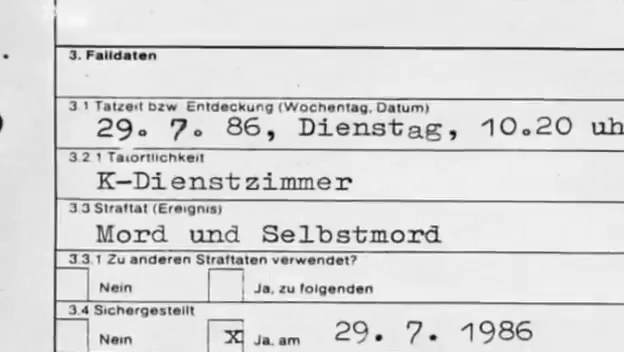 3. Falldaten
3.1 Tatzeit bzw Entdeckung (Wochentag, Datum)
29. 7. 86, Dienstag, 10.20 uh
3.2 1 Tatörtlichkeit
K-Dienstzimmer
3.3 Straftat (Ereignis)
Mord und Selbstmord
3.3.1 Zu anderen Straftaten verwendet?
Nein Ja, zu folgenden
3.4 Sichergestellt
Nein x Ja, am 29. 7. 1986